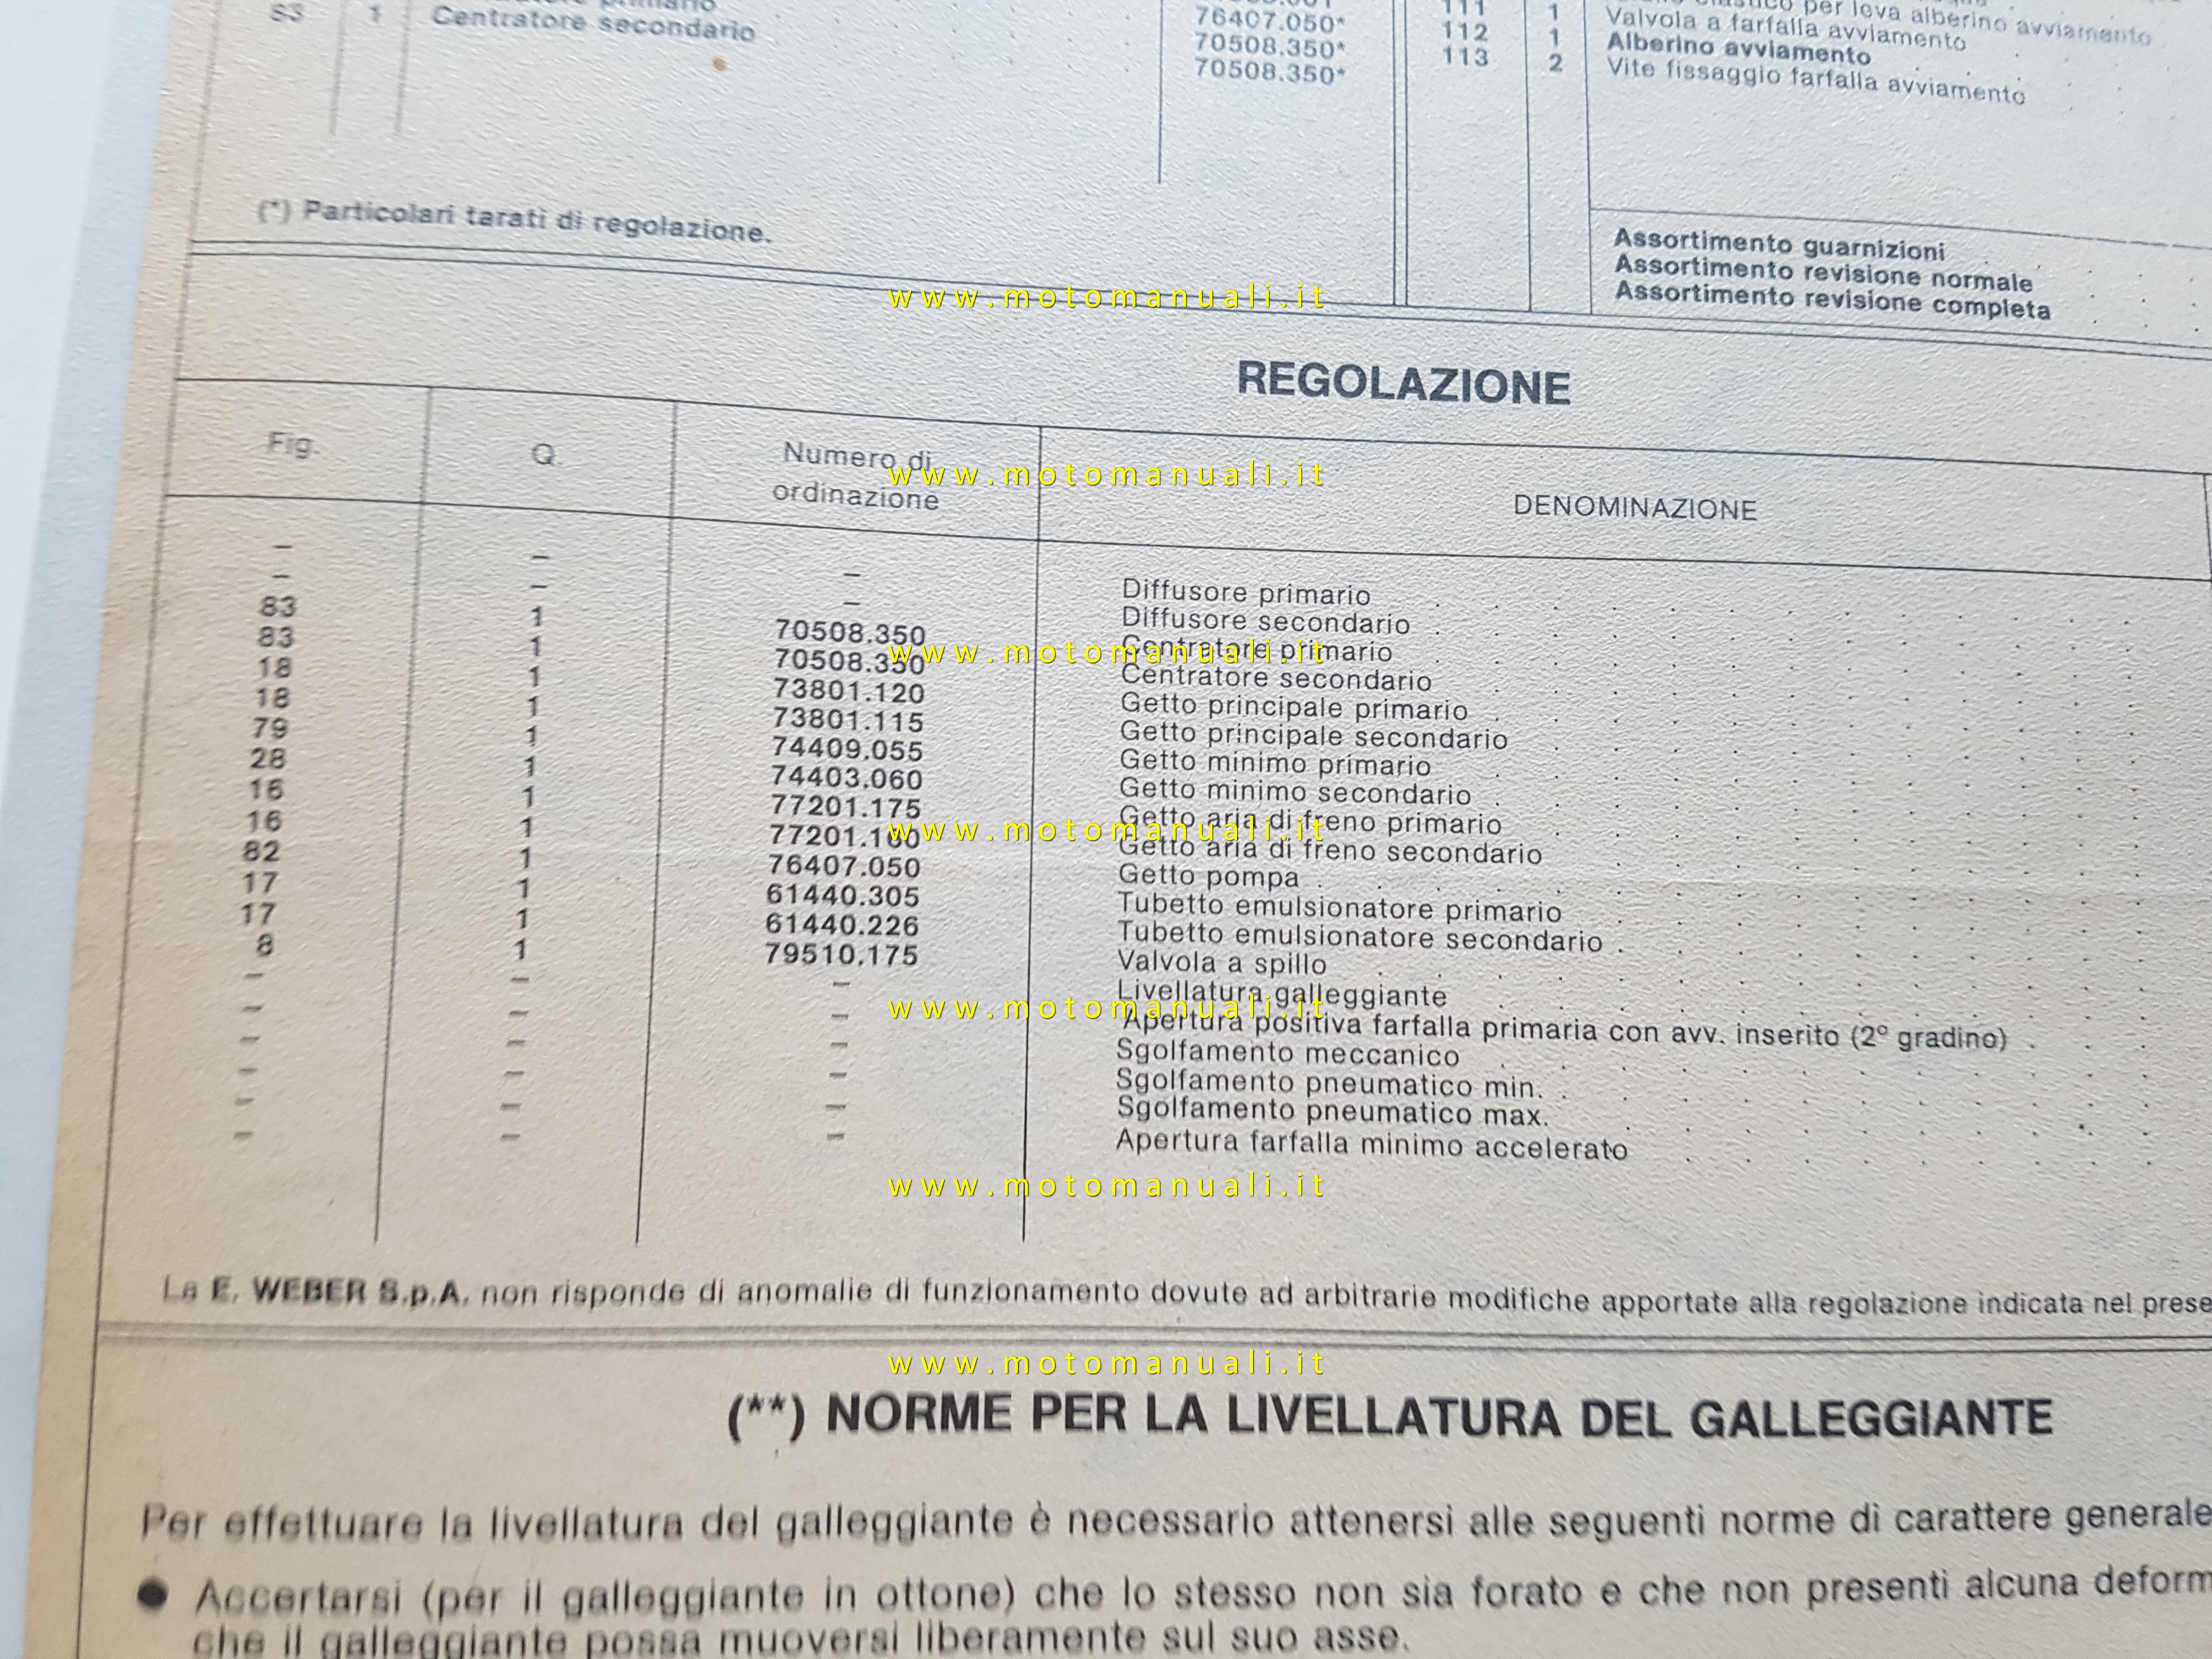 S3 1 Centratore secondario
76407.050*
70508.350*
70508.350*
111 1 per leva alberino avviamento
112 1 Valvola a farfalla avviamento
113 2 Alberino avviamento
Vite fissaggio farfalla avviamento
(*) Particolari tarati di regolazione.
Assortimento guarnizioni
Assortimento revisione normale
Assortimento revisione completa
www.motomanuali.it
REGOLAZIONE
Fig. Q. Numero di ordinazione DENOMINAZIONE
www.motomanuali.it
– – – Diffusore primario
– – – Diffusore secondario
83 1 70508.350 Centratore primario
www.motomanuali.it
83 1 70508.350 Centratore secondario
18 1 73801.120 Getto principale primario
18 1 73801.115 Getto principale secondario
79 1 74409.055 Getto minimo primario
28 1 74403.060 Getto minimo secondario
16 1 77201.175 Getto aria di freno primario
www.motomanuali.it
16 1 77201.160 Getto aria di freno secondario
82 1 76407.050 Getto pompa
17 1 61440.305 Tubetto emulsionatore primario
17 1 61440.226 Tubetto emulsionatore secondario
8 1 79510.175 Valvola a spillo
– – – Livellatura galleggiante
www.motomanuali.it
– – – Apertura positiva farfalla primaria con avv. inserito (2º gradino)
– – – Sgolfamento meccanico
– – – Sgolfamento pneumatico min.
– – – Sgolfamento pneumatico max.
– – – Apertura farfalla minimo accelerato
www.motomanuali.it
La E. WEBER S.p.A. non risponde di anomalie di funzionamento dovute ad arbitrarie modifiche apportate alla regolazione indicata nel prese
www.motomanuali.it
(**) NORME PER LA LIVELLATURA DEL GALLEGGIANTE
Per effettuare la livellatura del galleggiante è necessario attenersi alle seguenti norme di carattere generale
● Accertarsi (per il galleggiante in ottone) che lo stesso non sia forato e che non presenti alcuna deform
che il galleggiante possa muoversi liberamente sul suo asse.